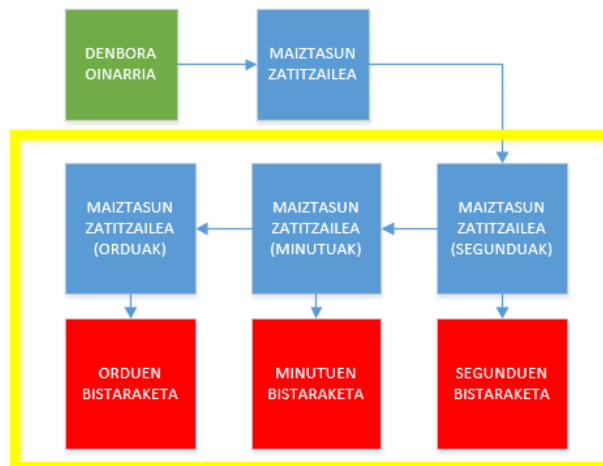 DENBORA
OINARRIA
MAIZTASUN
ZATITZAILEA
MAIZTASUN
ZATITZAILEA
(ORDUAK)
MAIZTASUN
ZATITZAILEA
(MINUTUAK)
MAIZTASUN
ZATITZAILEA
(SEGUNDUAK)
ORDUEN
BISTARAKETA
MINUTUEN
BISTARAKETA
SEGUNDUEN
BISTARAKETA